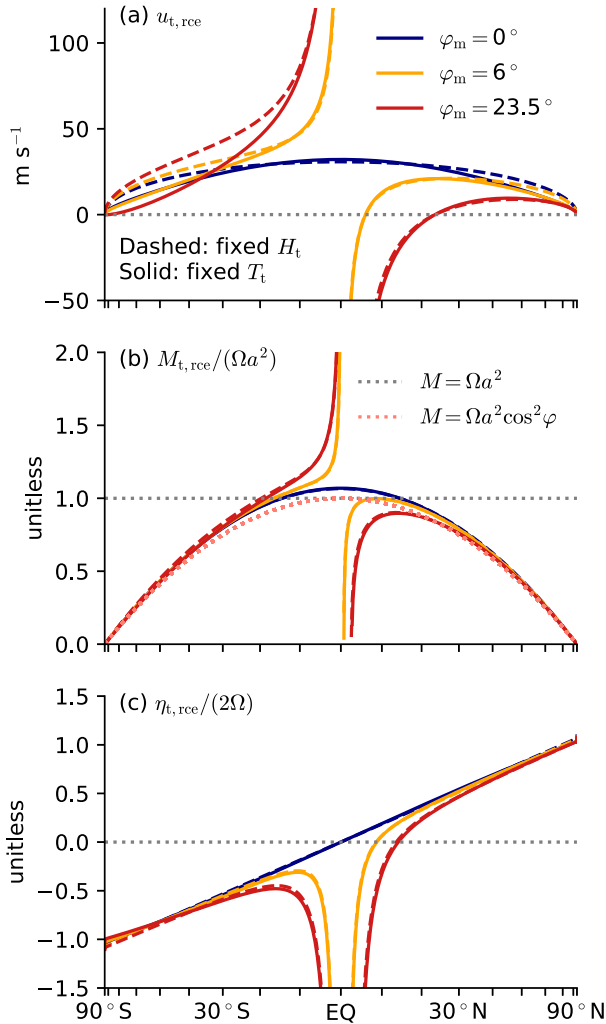 (a) u_t,rce
φ_m = 0°
φ_m = 6°
φ_m = 23.5°
100
50
0
−50
m s⁻¹
Dashed: fixed H_t
Solid: fixed T_t
(b) M_t,rce/(Ωa²)
M = Ωa²
M = Ωa²cos²φ
2.0
1.5
1.0
0.5
0.0
unitless
(c) η_t,rce/(2Ω)
1.5
1.0
0.5
0.0
−0.5
−1.0
−1.5
unitless
90°S 30°S EQ 30°N 90°N